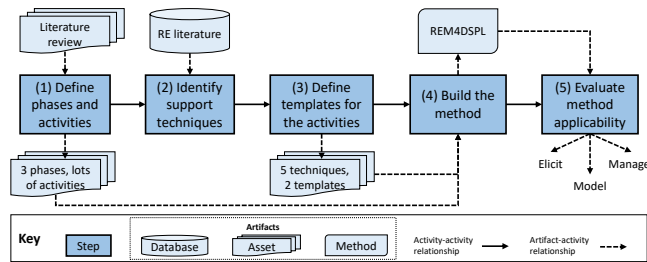 Literature
review
RE literature
REM4DSPL
(1) Define
phases and
activities
(2) Identify
support
techniques
(3) Define
templates for
the activities
(4) Build the
method
(5) Evaluate
method
applicability
3 phases, lots
of activities
5 techniques,
2 templates
Elicit
Model
Manage
Key
Step
Artifacts
Database
Asset
Method
Activity-activity
relationship
Artifact-activity
relationship